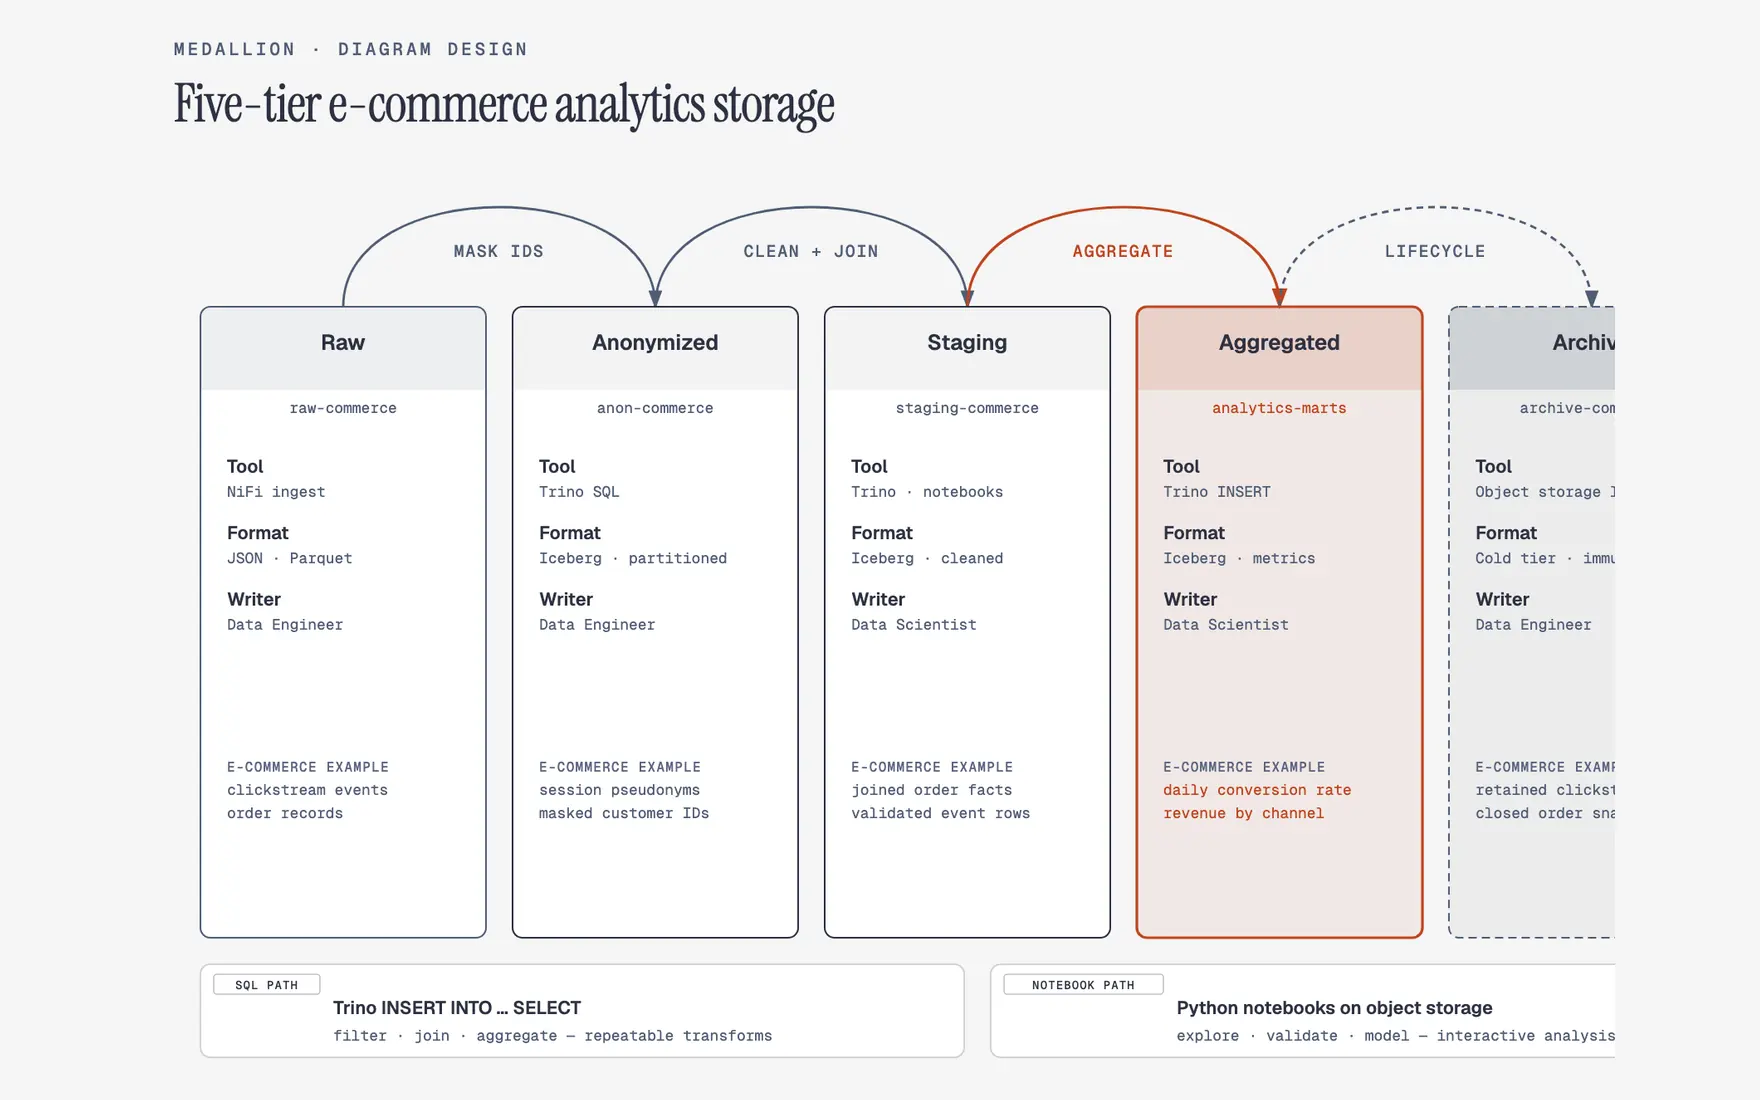 MEDALLION · DIAGRAM DESIGN
Five-tier e-commerce analytics storage
MASK IDS
CLEAN + JOIN
AGGREGATE
LIFECYCLE
Raw
raw-commerce
Tool
NiFi ingest
Format
JSON · Parquet
Writer
Data Engineer
E-COMMERCE EXAMPLE
clickstream events
order records
Anonymized
anon-commerce
Tool
Trino SQL
Format
Iceberg · partitioned
Writer
Data Engineer
E-COMMERCE EXAMPLE
session pseudonyms
masked customer IDs
Staging
staging-commerce
Tool
Trino · notebooks
Format
Iceberg · cleaned
Writer
Data Scientist
E-COMMERCE EXAMPLE
joined order facts
validated event rows
Aggregated
analytics-marts
Tool
Trino INSERT
Format
Iceberg · metrics
Writer
Data Scientist
E-COMMERCE EXAMPLE
daily conversion rate
revenue by channel
Tool
Object storage
Format
Cold tier ·
Writer
Data Engineer
E-COMMERCE
retained
closed order
SQL PATH
Trino INSERT INTO … SELECT
filter · join · aggregate — repeatable transforms
NOTEBOOK PATH
Python notebooks on object storage
explore · validate · model — interactive analysis